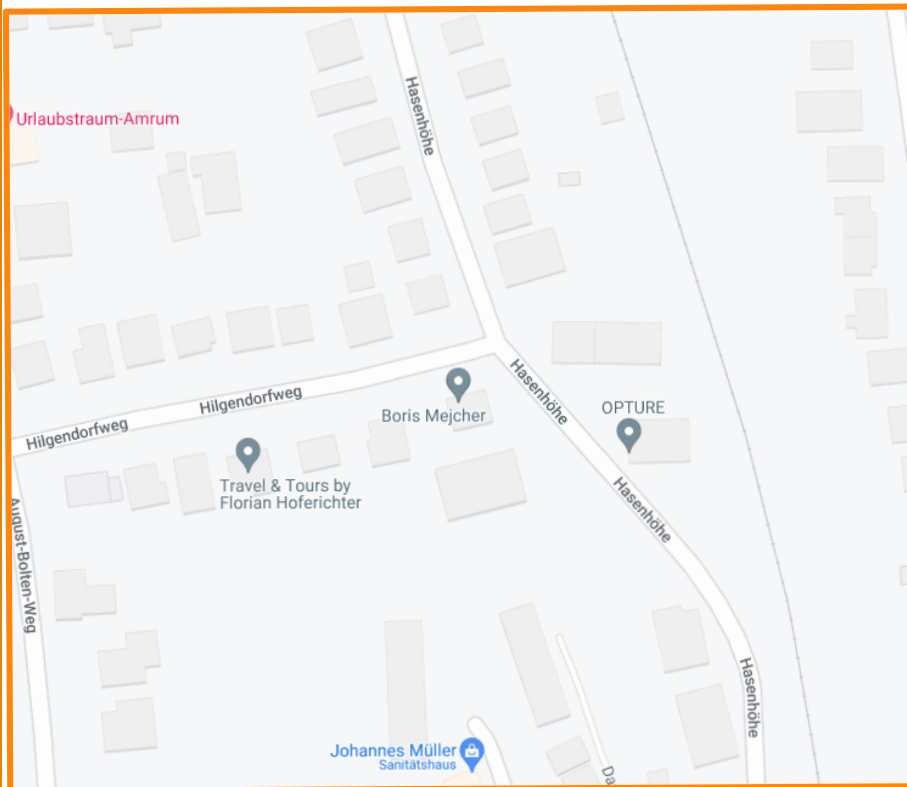 Hasenhöhe
Urlaubstraum-Amrum
Hasenhöhe
Hilgendorfweg
Boris Mejcher
OPTURE
Hilgendorfweg
Travel & Tours by
Florian Hoferichter
Hasenhöhe
August-Bolten-Weg
Hasenhöhe
Johannes Müller
Sanitätshaus
Da